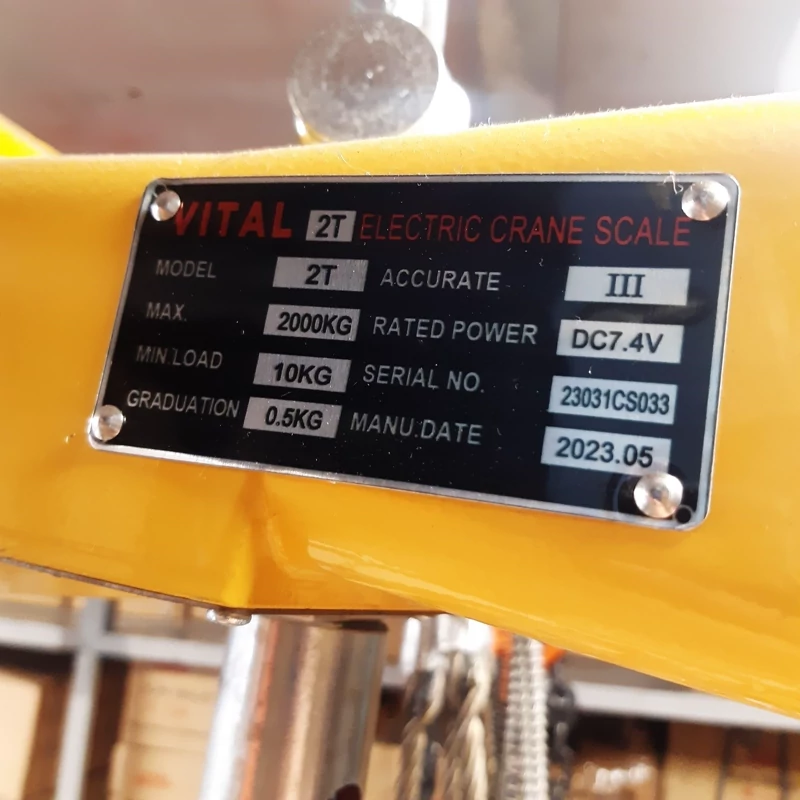 VITAL 2T ELECTRIC CRANE SCALE
MODEL 2T ACCURATE III
MAX. 2000KG RATED POWER DC7.4V
MIN.LOAD 10KG SERIAL NO. 23031CS033
GRADUATION 0.5KG MANU.DATE 2023.05